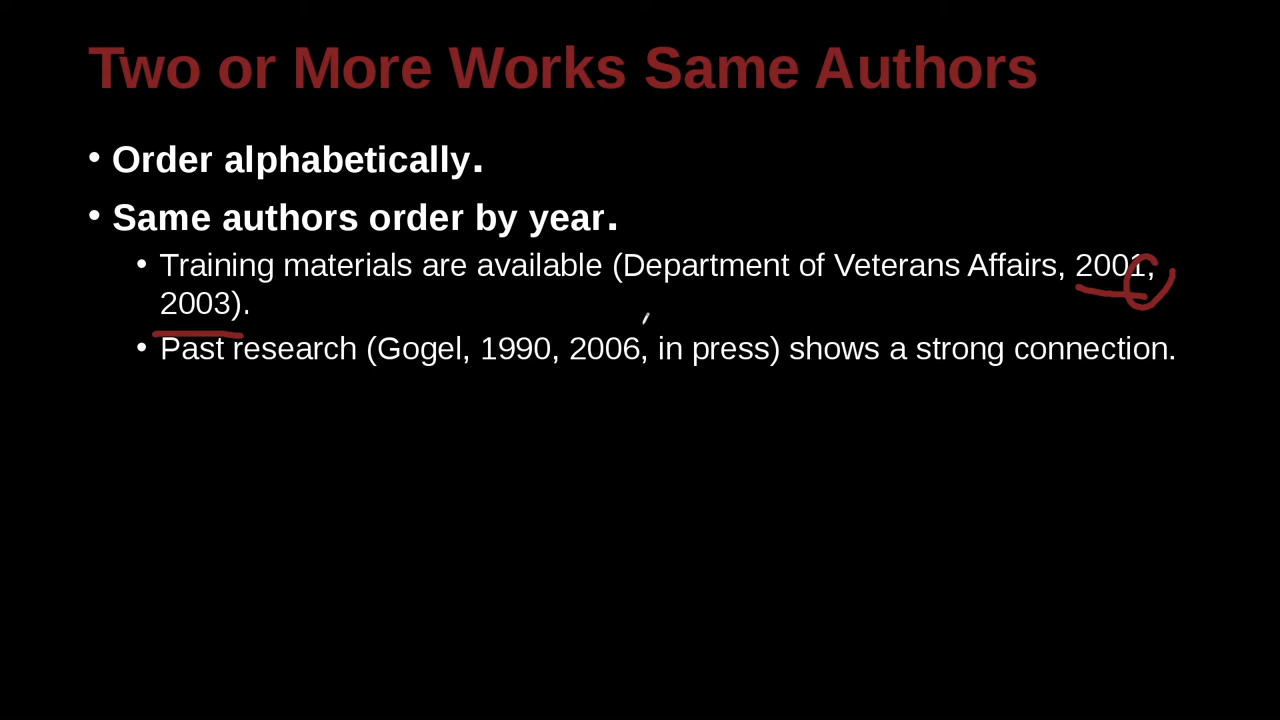 Two or More Works Same Authors
• Order alphabetically.
• Same authors order by year.
• Training materials are available (Department of Veterans Affairs, 2001,
2003).
• Past research (Gogel, 1990, 2006, in press) shows a strong connection.